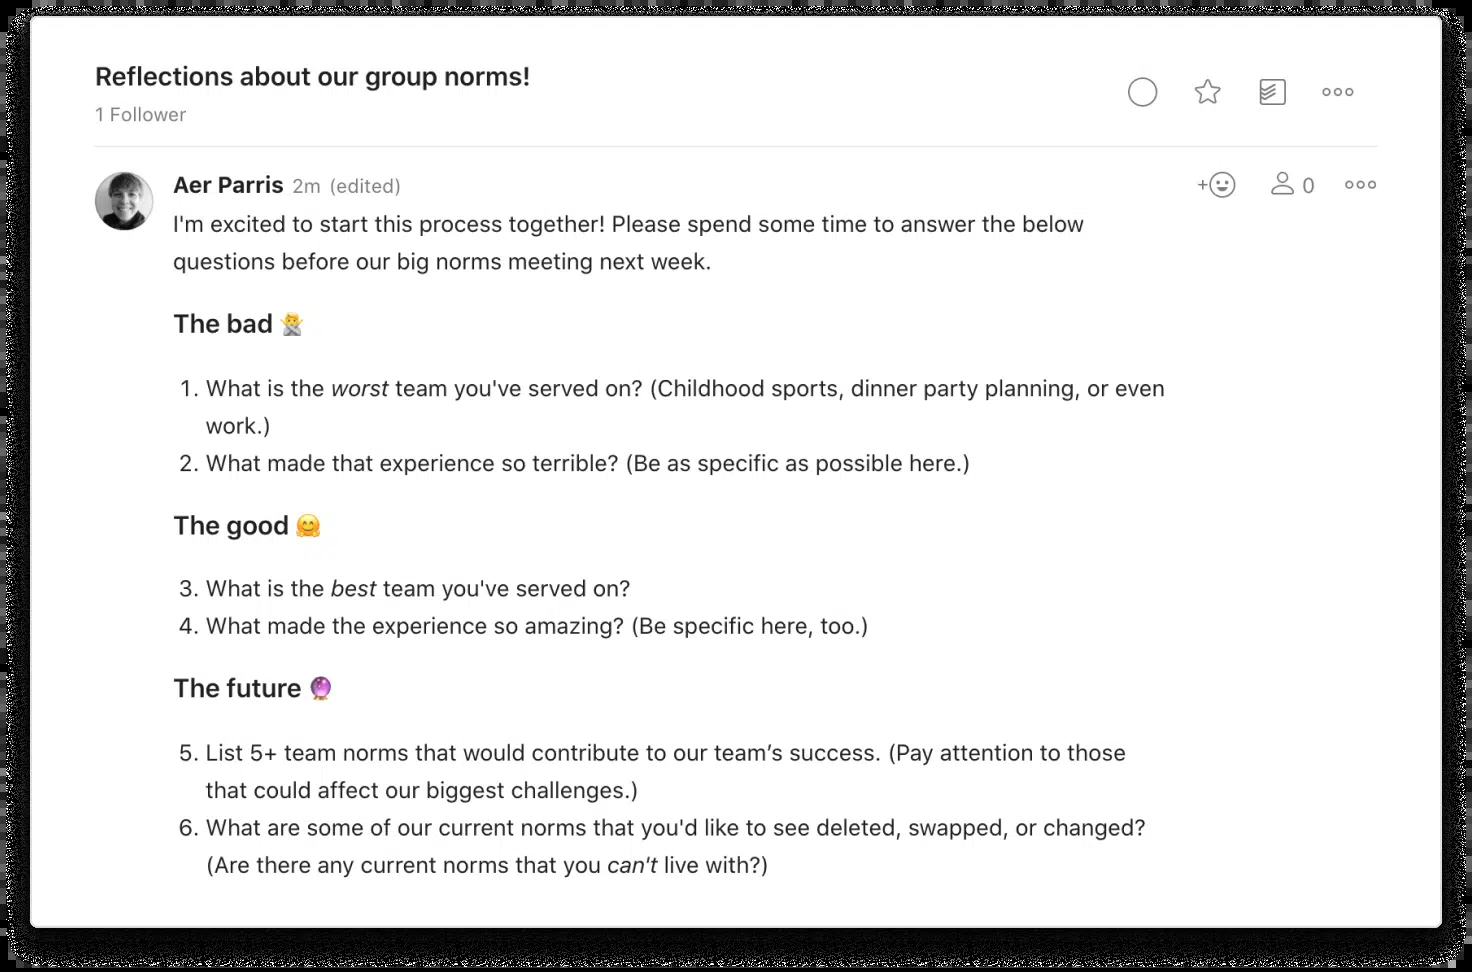 Reflections about our group norms!
1 Follower
Aer Parris 2m (edited)
+ 0
I'm excited to start this process together! Please spend some time to answer the below
questions before our big norms meeting next week.
The bad 🙅
1. What is the worst team you've served on? (Childhood sports, dinner party planning, or even
work.)
2. What made that experience so terrible? (Be as specific as possible here.)
The good 🤗
3. What is the best team you've served on?
4. What made the experience so amazing? (Be specific here, too.)
The future 🔮
5. List 5+ team norms that would contribute to our team’s success. (Pay attention to those
that could affect our biggest challenges.)
6. What are some of our current norms that you'd like to see deleted, swapped, or changed?
(Are there any current norms that you can't live with?)